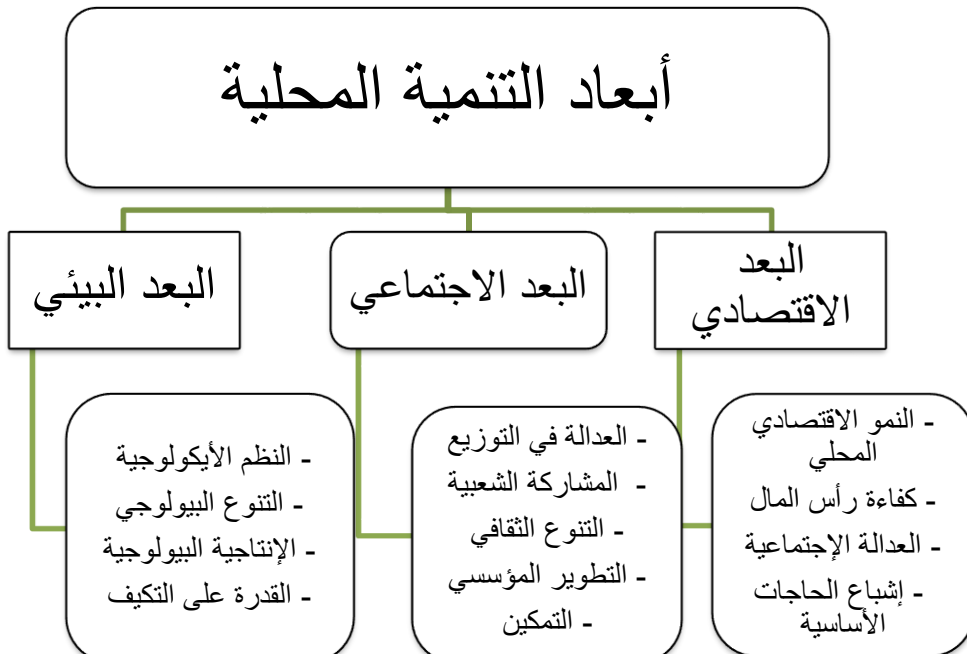 أبعاد التنمية المحلية
البعد
الاقتصادي
البعد الاجتماعي
البعد البيئي
- النمو الاقتصادي
المحلي
- كفاءة رأس المال
- العدالة الإجتماعية
- إشباع الحاجات
الأساسية
- العدالة في التوزيع
- المشاركة الشعبية
- التنوع الثقافي
- التطوير المؤسسي
- التمكين
- النظم الأيكولوجية
- التنوع البيولوجي
- الإنتاجية البيولوجية
- القدرة على التكيف